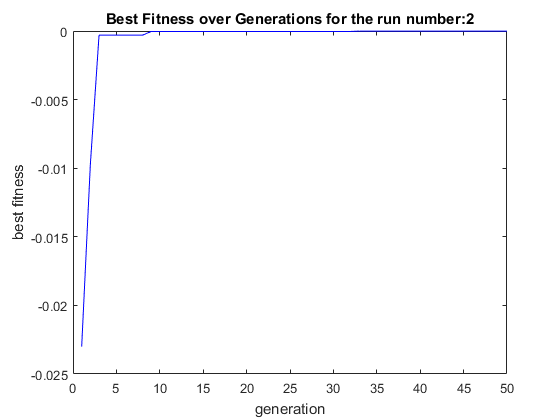 Best Fitness over Generations for the run number:2
0
-0.005
-0.01
-0.015
-0.02
-0.025
best fitness
0 5 10 15 20 25 30 35 40 45 50
generation